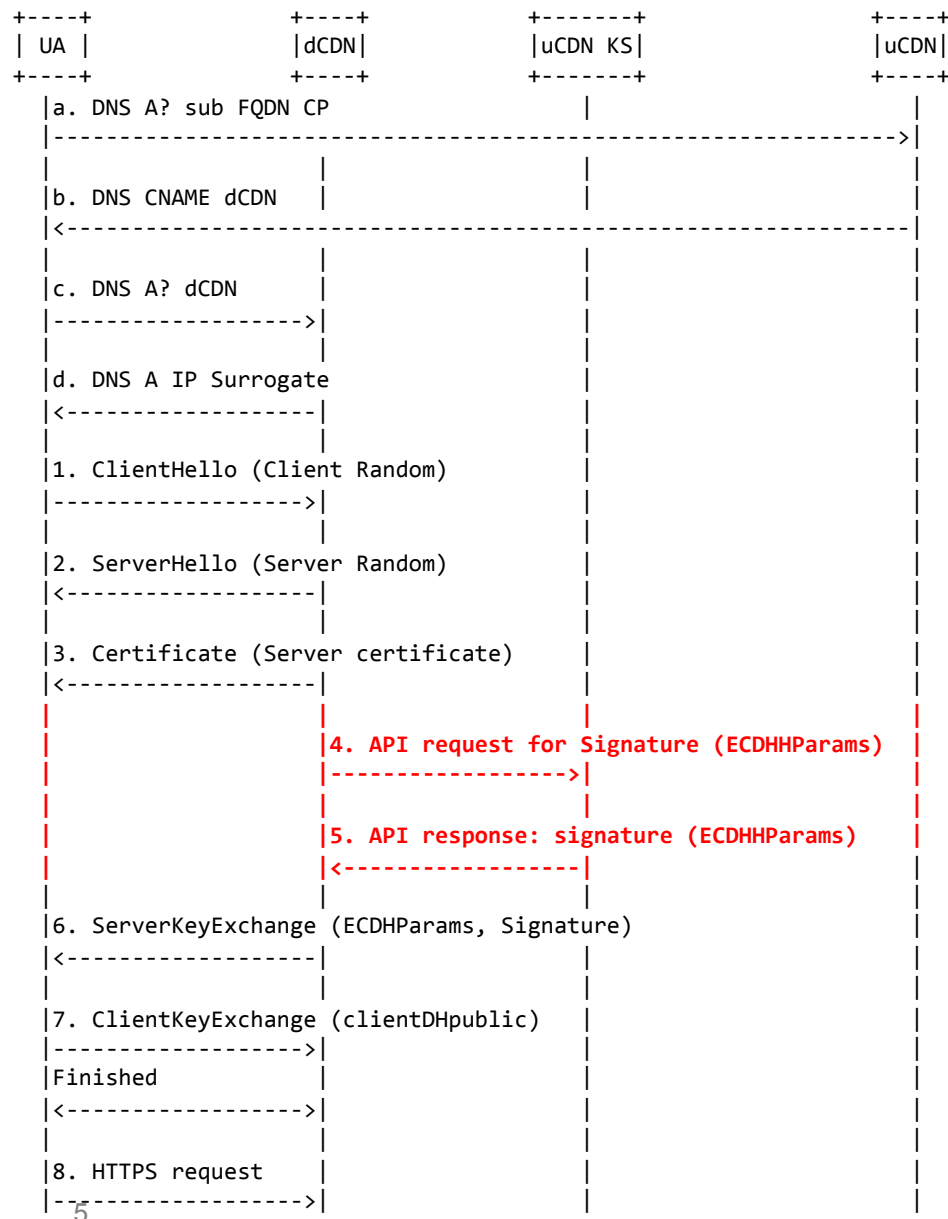 UA dCDN uCDN KS uCDN
a. DNS A? sub FQDN CP
b. DNS CNAME dCDN
c. DNS A? dCDN
d. DNS A IP Surrogate
1. ClientHello (Client Random)
2. ServerHello (Server Random)
3. Certificate (Server certificate)
4. API request for Signature (ECDHHParams)
5. API response: signature (ECDHHParams)
6. ServerKeyExchange (ECDHParams, Signature)
7. ClientKeyExchange (clientDHpublic)
Finished
8. HTTPS request
5